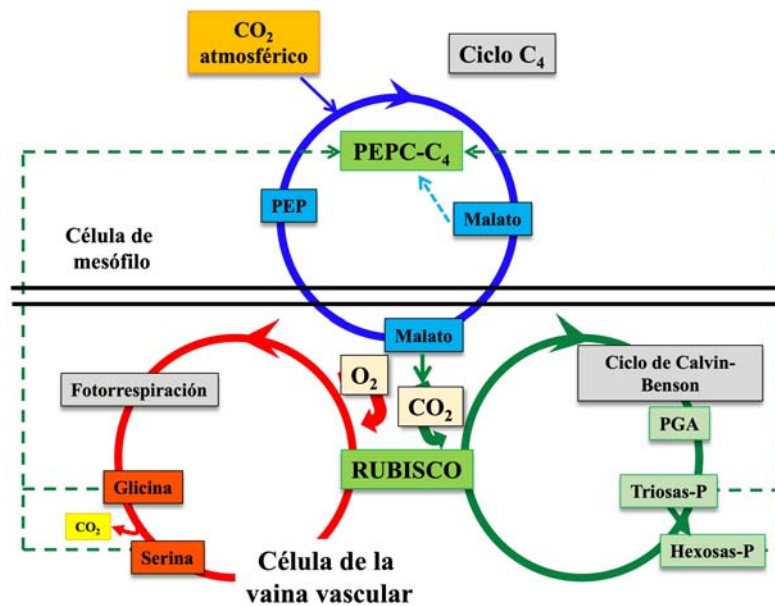 CO₂
atmosférico
Ciclo C₄
PEPC-C₄
PEP
Malato
Célula de
mesófilo
Malato
O₂
CO₂
Fotorrespiración
Ciclo de Calvin-
Benson
PGA
RUBISCO
Glicina
Triosas-P
CO₂
Serina
Hexosas-P
Célula de la
vaina vascular